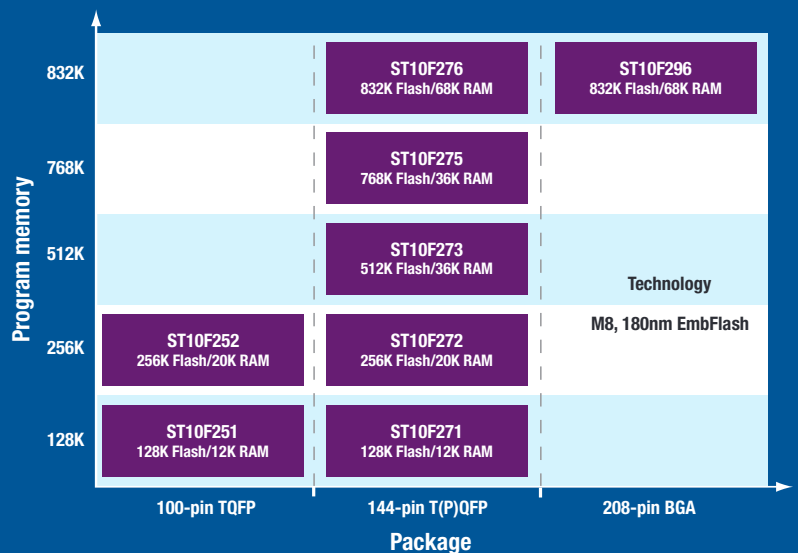 Program memory
832K
ST10F276
832K Flash/68K RAM
ST10F296
832K Flash/68K RAM
768K
ST10F275
768K Flash/36K RAM
512K
ST10F273
512K Flash/36K RAM
Technology
M8, 180nm EmbFlash
256K
ST10F252
256K Flash/20K RAM
ST10F272
256K Flash/20K RAM
128K
ST10F251
128K Flash/12K RAM
ST10F271
128K Flash/12K RAM
100-pin TQFP
144-pin T(P)QFP
208-pin BGA
Package